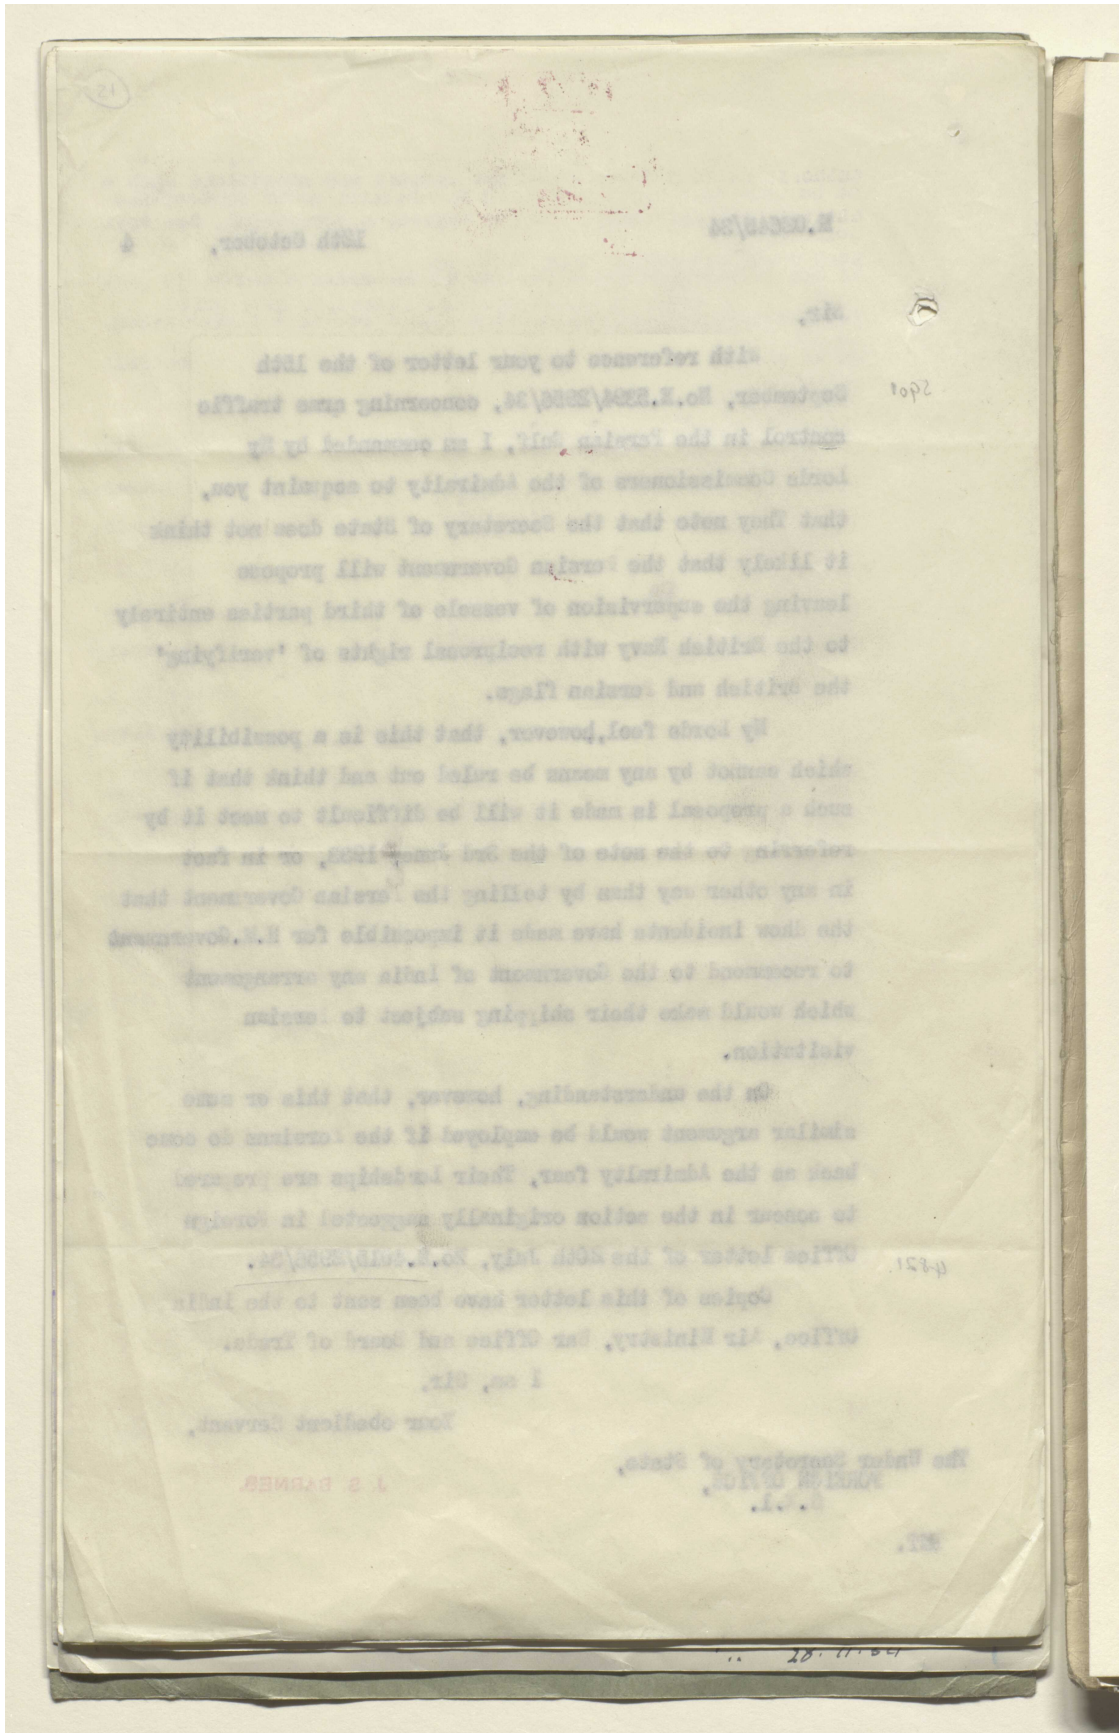 M.02645/34
12th October, 4
Sir,
With reference to your letter of the 15th
September, No.E.5394/2956/34, concerning arms traffic
control in the Persian Gulf, I am commanded by My
Lords Commissioners of the Admiralty to acquaint you,
that They note that the Secretary of State does not think
it likely that the Persian Government will propose
leaving the supervision of vessels of third parties entirely
to the British Navy with reciprocal rights of 'verifying'
the British and Persian flags.
My Lords feel, however, that this is a possibility
which cannot by any means be ruled out and think that if
such a proposal is made it will be difficult to meet it by
referring to the note of the 3rd June, 1933, or in fact
in any other way than by telling the Persian Government that
the dhow incidents have made it impossible for H.M.Government
to recommend to the Government of India any arrangement
which would make their shipping subject to Persian
visitation.
On the understanding, however, that this or some
similar argument would be employed if the Persians do come
back as the Admiralty fear, Their Lordships are prepared
to concur in the action originally suggested in Foreign
Office letter of the 20th July, No.E.4615/2956/34.
Copies of this letter have been sent to the India
Office, Air Ministry, War Office and Board of Trade.
I am, Sir,
Your obedient Servant,
J. S. BARNES
The Under Secretary of State,
FOREIGN OFFICE,
S.W.1.
5901
4821
28.11.34